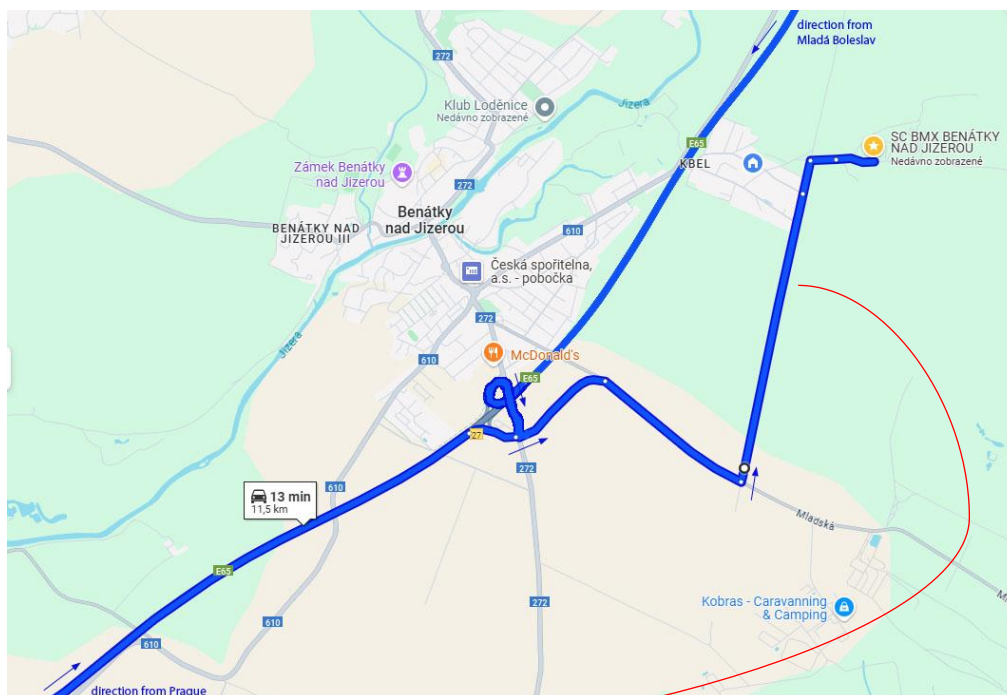 direction from
Mladá Boleslav
272
Klub Loděnice
Nedávno zobrazené
Jizera
E65
KBEL
SC BMX BENÁTKY
NAD JIZEROU
Nedávno zobrazené
Zámek Benátky
nad Jizerou
272
Benátky
nad Jizerou
BENÁTKY NAD
JIZEROU III
610
Česká spořitelna,
a.s. - pobočka
272
Jizera
610
McDonald's
E65
27
272
610
13 min
11,5 km
Mladská
E65
272
Kobras - Caravanning
& Camping
Ml
610
direction from Prague